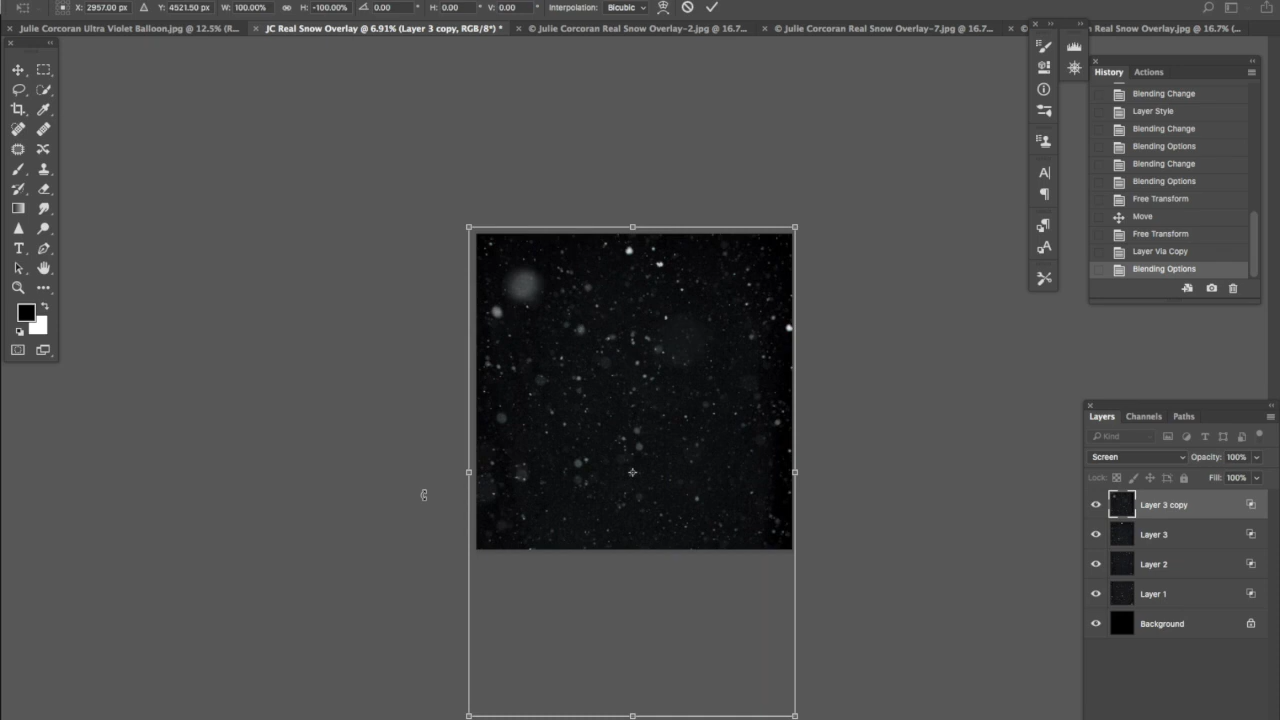 X: 2957.00 px Y: 4521.50 px W: 100.00% H: -100.00% 0.00 ° H: 0.00 ° V: 0.00 ° Interpolation: Bicubic
× Julie Corcoran Ultra Violet Balloon.jpg @ 12.5% (R... × JC Real Snow Overlay @ 6.91% (Layer 3 copy, RGB/8*) * × © Julie Corcoran Real Snow Overlay-2.jpg @ 16.7... × © Julie Corcoran Real Snow Overlay-7.jpg @ 16.7... × n Real Snow Overlay.jpg @ 16.7% (...
History Actions
Blending Change
Layer Style
Blending Change
Blending Options
Blending Change
Blending Options
Free Transform
Move
Free Transform
Layer Via Copy
Blending Options
Layers Channels Paths
Kind
Screen Opacity: 100%
Lock: Fill: 100%
Layer 3 copy
Layer 3
Layer 2
Layer 1
Background